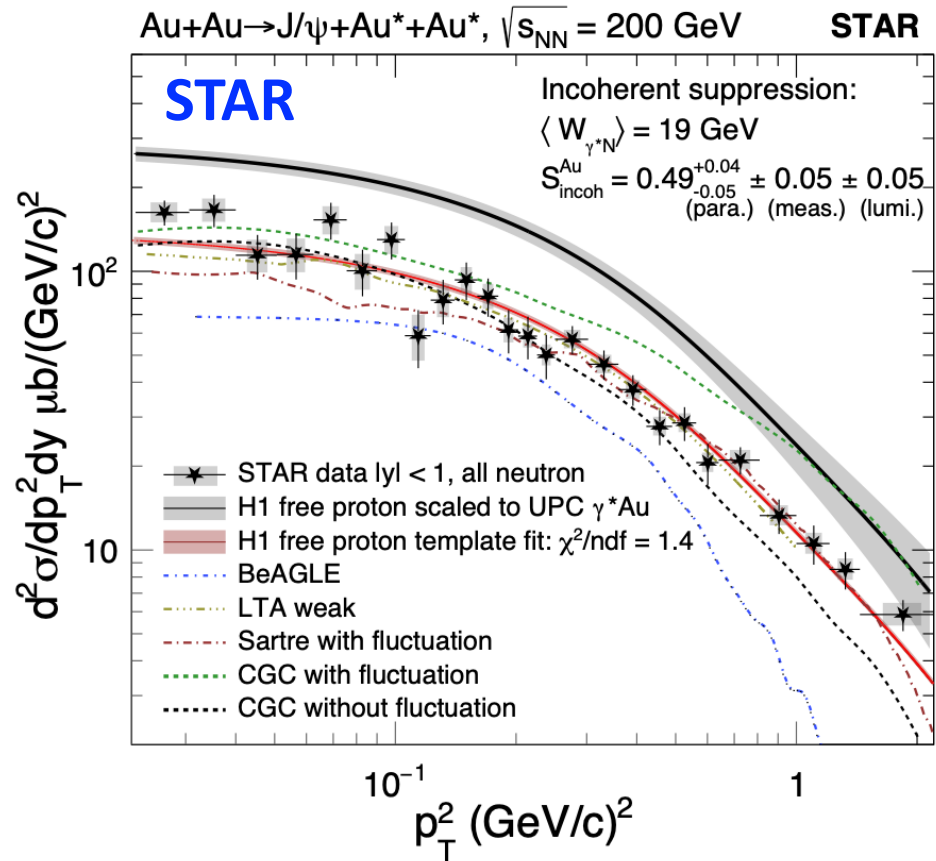 Au+Au→J/ψ+Au*+Au*, √s_NN = 200 GeV STAR
STAR
Incoherent suppression:
⟨ W_γ*N ⟩ = 19 GeV
S^Au_incoh = 0.49 +0.04 -0.05 ± 0.05 ± 0.05
(para.) (meas.) (lumi.)
d²σ/dp_T²dy μb/(GeV/c)²
10²
10
STAR data |y| < 1, all neutron
H1 free proton scaled to UPC γ*Au
H1 free proton template fit: χ²/ndf = 1.4
BeAGLE
LTA weak
Sartre with fluctuation
CGC with fluctuation
CGC without fluctuation
10⁻¹ 1
p_T² (GeV/c)²